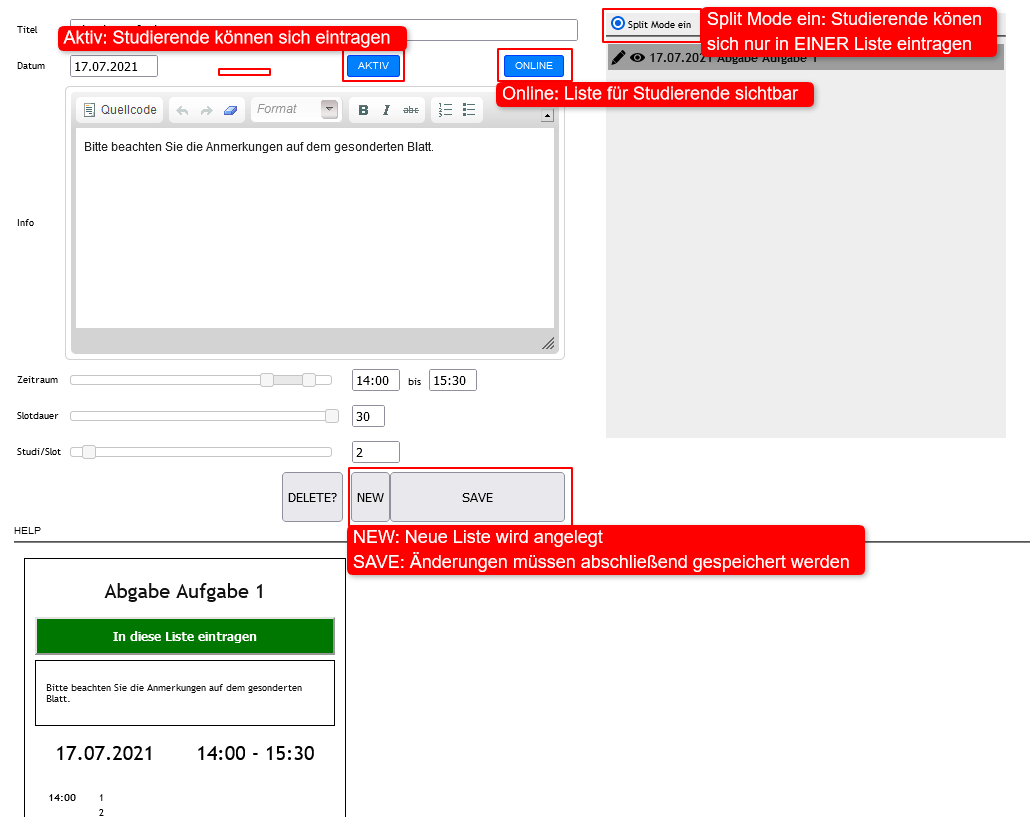 Titel
Aktiv: Studierende können sich eintragen
Split Mode ein
Split Mode ein: Studierende könen
sich nur in EINER Liste eintragen
Datum
17.07.2021
AKTIV
ONLINE
17.07.2021 Abgabe Aufgabe 1
Online: Liste für Studierende sichtbar
Quellcode
Format
B I abc
Bitte beachten Sie die Anmerkungen auf dem gesonderten Blatt.
Info
Zeitraum
14:00 bis 15:30
Slotdauer
30
Studi/Slot
2
DELETE? NEW SAVE
HELP
NEW: Neue Liste wird angelegt
SAVE: Änderungen müssen abschließend gespeichert werden
Abgabe Aufgabe 1
In diese Liste eintragen
Bitte beachten Sie die Anmerkungen auf dem gesonderten
Blatt.
17.07.2021 14:00 - 15:30
14:00 1
2